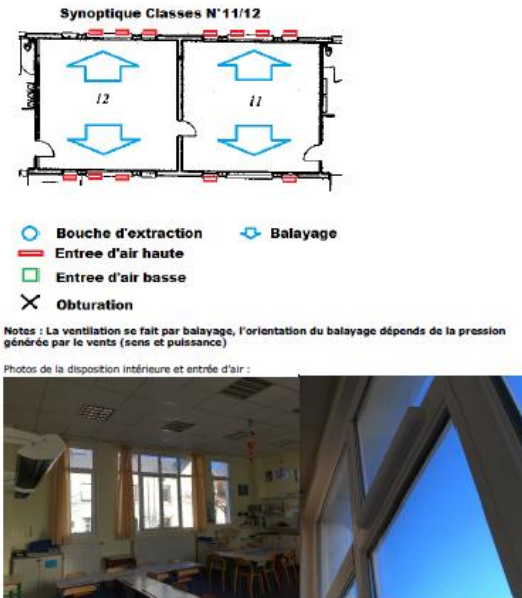 Synoptique Classes N°11/12
12
11
Bouche d'extraction
Balayage
Entree d'air haute
Entree d'air basse
Obturation
Notes : La ventilation se fait par balayage, l'orientation du balayage dépends de la pression
générée par le vents (sens et puissance)
Photos de la disposition intérieure et entrée d'air :